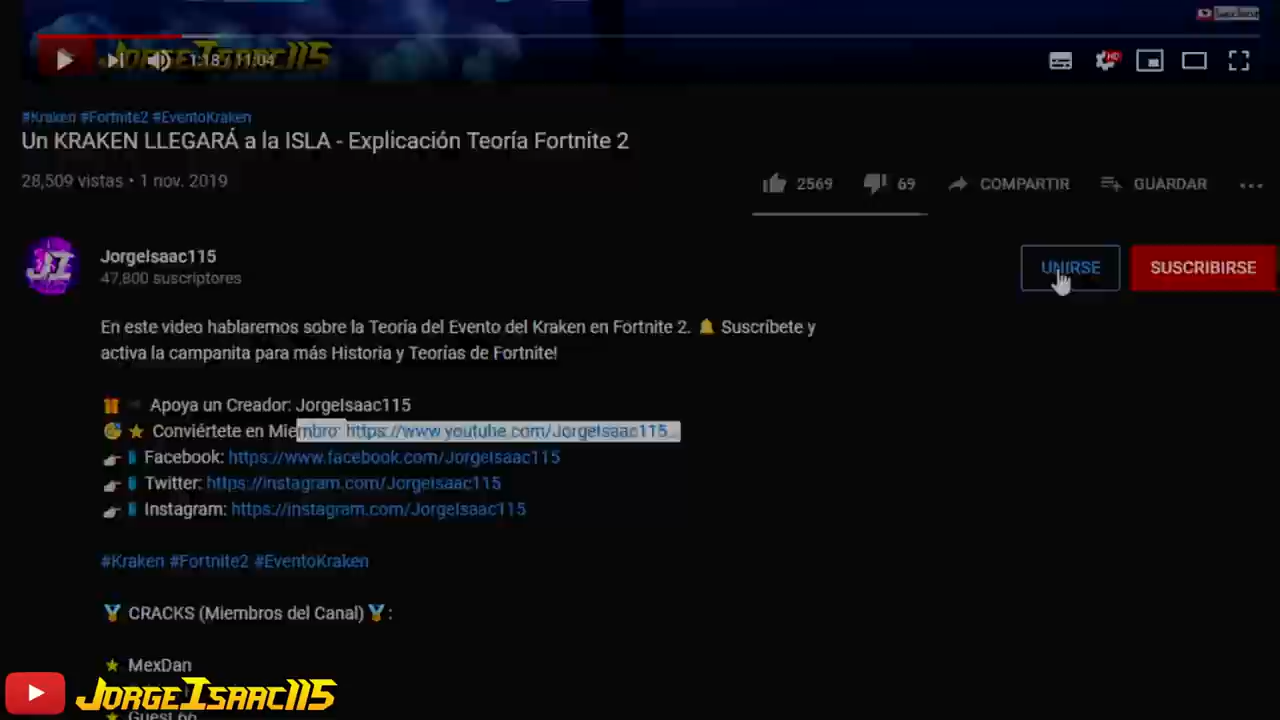 JorgeIsaac115
1:18 / 11:04
HD
#Kraken #Fortnite2 #EventoKraken
Un KRAKEN LLEGARÁ a la ISLA - Explicación Teoría Fortnite 2
28,509 vistas • 1 nov. 2019
2569
69
COMPARTIR
GUARDAR
JorgeIsaac115
47,800 suscriptores
UNIRSE
SUSCRIBIRSE
En este video hablaremos sobre la Teoría del Evento del Kraken en Fortnite 2. 🔔 Suscríbete y
activa la campanita para más Historia y Teorías de Fortnite!
Apoya un Creador: JorgeIsaac115
Conviértete en Miembro: https://www.youtube.com/JorgeIsaac115...
Facebook: https://www.facebook.com/JorgeIsaac115
Twitter: https://instagram.com/JorgeIsaac115
Instagram: https://instagram.com/JorgeIsaac115
#Kraken #Fortnite2 #EventoKraken
CRACKS (Miembros del Canal) :
MexDan
Guest 66
JorgeIsaac115